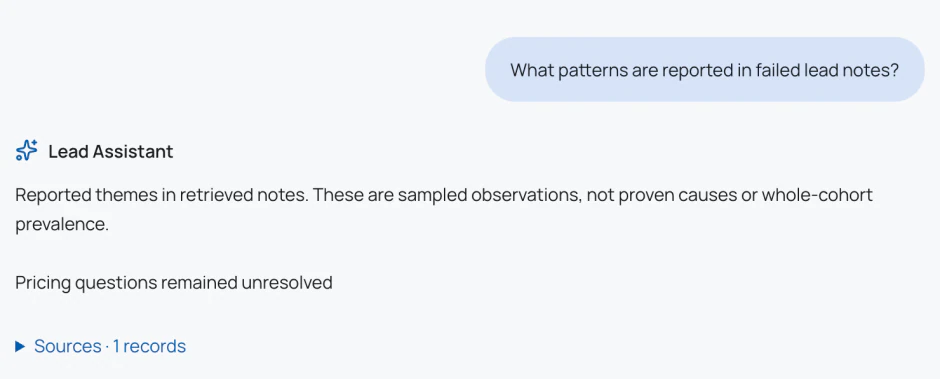 What patterns are reported in failed lead notes?
Lead Assistant
Reported themes in retrieved notes. These are sampled observations, not proven causes or whole-cohort
prevalence.
Pricing questions remained unresolved
Sources · 1 records